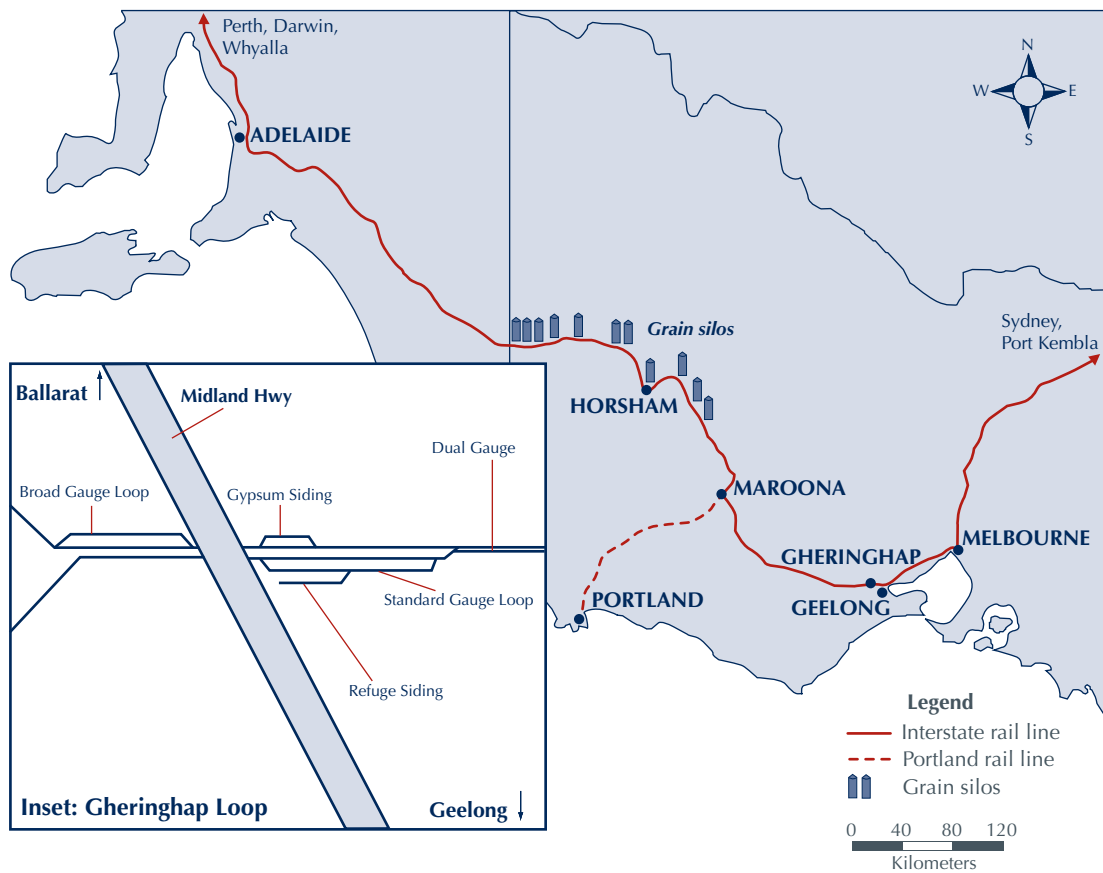 Perth, Darwin,
Whyalla
N
W
E
S
ADELAIDE
Grain silos
Sydney,
Port Kembla
HORSHAM
MAROONA
MELBOURNE
GHERINGHAP
GEELONG
PORTLAND
Ballarat
Midland Hwy
Dual Gauge
Broad Gauge Loop
Gypsum Siding
Standard Gauge Loop
Refuge Siding
Inset: Gheringhap Loop
Geelong
Legend
Interstate rail line
Portland rail line
Grain silos
0 40 80 120
Kilometers